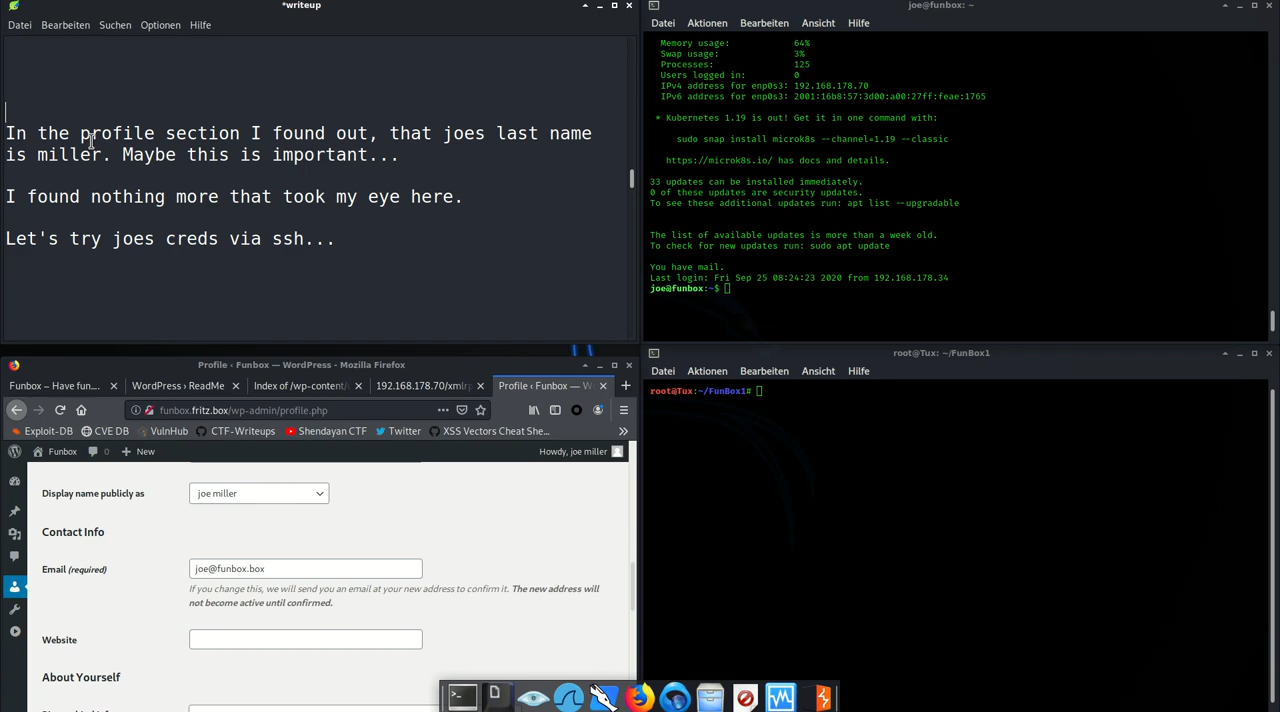 *writeup
Datei Bearbeiten Suchen Optionen Hilfe
In the profile section I found out, that joes last name
is miller. Maybe this is important...
I found nothing more that took my eye here.
Let's try joes creds via ssh...
joe@funbox: ~
Datei Aktionen Bearbeiten Ansicht Hilfe
Memory usage: 64%
Swap usage: 3%
Processes: 125
Users logged in: 0
IPv4 address for enp0s3: 192.168.178.70
IPv6 address for enp0s3: 2001:16b8:57:3d00:a00:27ff:feae:1765
* Kubernetes 1.19 is out! Get it in one command with:
sudo snap install microk8s --channel=1.19 --classic
https://microk8s.io/ has docs and details.
33 updates can be installed immediately.
0 of these updates are security updates.
To see these additional updates run: apt list --upgradable
The list of available updates is more than a week old.
To check for new updates run: sudo apt update
You have mail.
Last login: Fri Sep 25 08:24:23 2020 from 192.168.178.34
joe@funbox:~$
Profile ‹ Funbox — WordPress - Mozilla Firefox
Funbox – Have fun.… WordPress › ReadMe Index of /wp-content/ 192.168.178.70/xmlrp Profile ‹ Funbox — W
funbox.fritz.box/wp-admin/profile.php
Exploit-DB CVE DB VulnHub CTF-Writeups Shendayan CTF Twitter XSS Vectors Cheat She…
Funbox 0 New Howdy, joe miller
Display name publicly as joe miller
Contact Info
Email (required) joe@funbox.box
If you change this, we will send you an email at your new address to confirm it. The new address will
not become active until confirmed.
Website
About Yourself
root@Tux: ~/FunBox1
Datei Aktionen Bearbeiten Ansicht Hilfe
root@Tux:~/FunBox1#